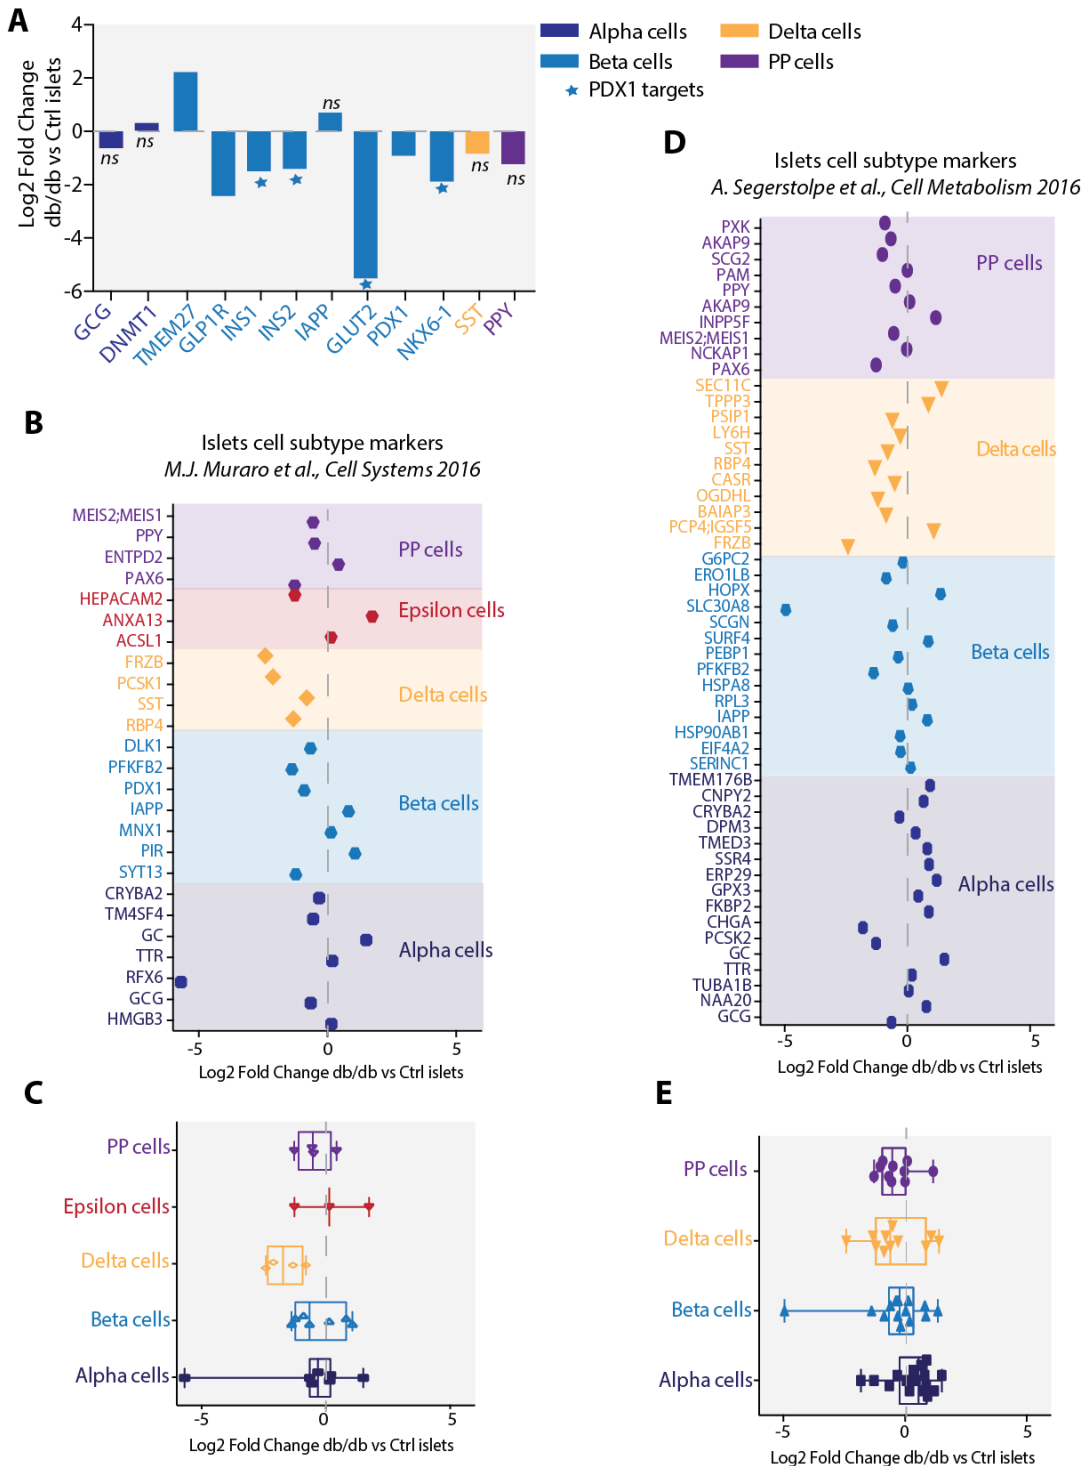 A
4
2
0
-2
-4
-6
Log2 Fold Change
db/db vs Ctrl islets
ns
ns
ns
ns
ns
GCG
DNMT1
TMEM27
GLP1R
INS1
INS2
IAPP
GLUT2
PDX1
NKX6-1
SST
PPY
Alpha cells
Delta cells
Beta cells
PP cells
PDX1 targets
B
Islets cell subtype markers
M.J. Muraro et al., Cell Systems 2016
MEIS2;MEIS1
PPY
ENTPD2
PAX6
HEPACAM2
ANXA13
ACSL1
FRZB
PCSK1
SST
RBP4
DLK1
PFKFB2
PDX1
IAPP
MNX1
PIR
SYT13
CRYBA2
TM4SF4
GC
TTR
RFX6
GCG
HMGB3
PP cells
Epsilon cells
Delta cells
Beta cells
Alpha cells
-5
0
5
Log2 Fold Change db/db vs Ctrl islets
C
PP cells
Epsilon cells
Delta cells
Beta cells
Alpha cells
-5
0
5
Log2 Fold Change db/db vs Ctrl islets
D
Islets cell subtype markers
A. Segerstolpe et al., Cell Metabolism 2016
PXK
AKAP9
SCG2
PAM
PPY
AKAP9
INPP5F
MEIS2;MEIS1
NCKAP1
PAX6
SEC11C
TPPP3
PSIP1
LY6H
SST
RBP4
CASR
OGDHL
BAIAP3
PCP4;IGSF5
FRZB
G6PC2
ERO1LB
HOPX
SLC30A8
SCGN
SURF4
PEBP1
PFKFB2
HSPA8
RPL3
IAPP
HSP90AB1
EIF4A2
SERINC1
TMEM176B
CNPY2
CRYBA2
DPM3
TMED3
SSR4
ERP29
GPX3
FKBP2
CHGA
PCSK2
GC
TTR
TUBA1B
NAA20
GCG
PP cells
Delta cells
Beta cells
Alpha cells
-5
0
5
Log2 Fold Change db/db vs Ctrl islets
E
PP cells
Delta cells
Beta cells
Alpha cells
-5
0
5
Log2 Fold Change db/db vs Ctrl islets